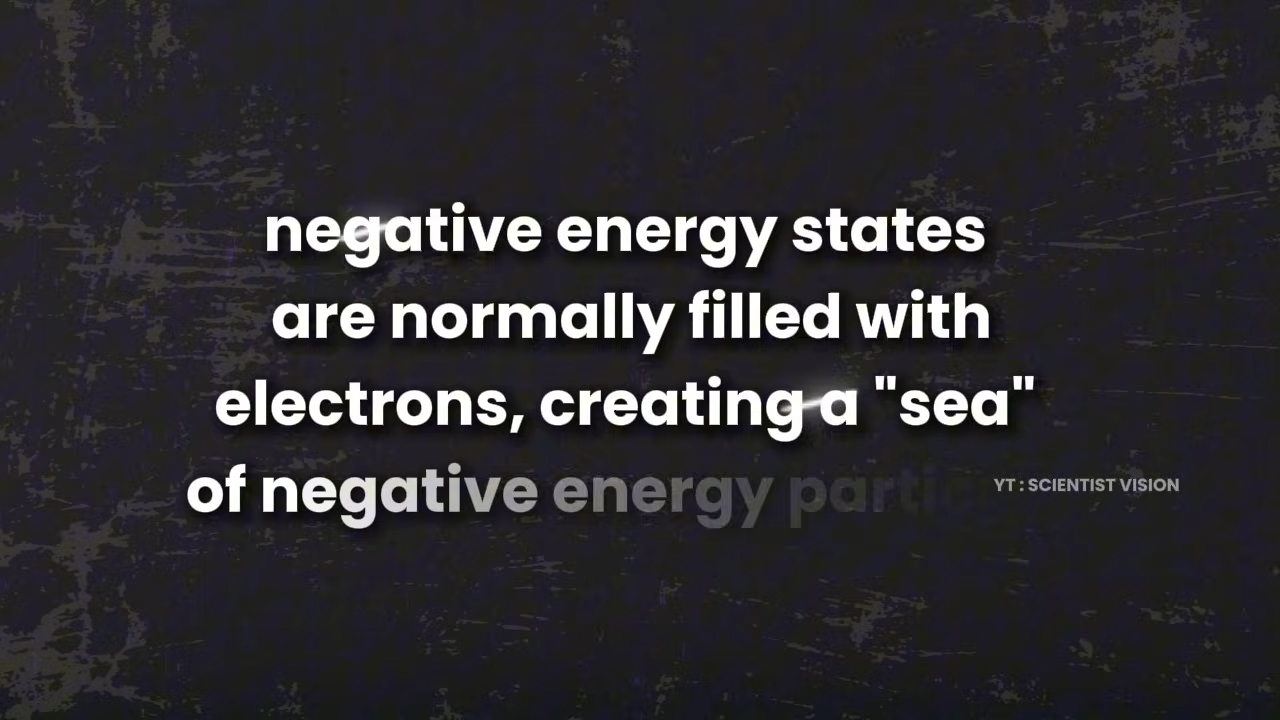 negative energy states
are normally filled with
electrons, creating a "sea"
of negative energy
YT : SCIENTIST VISION